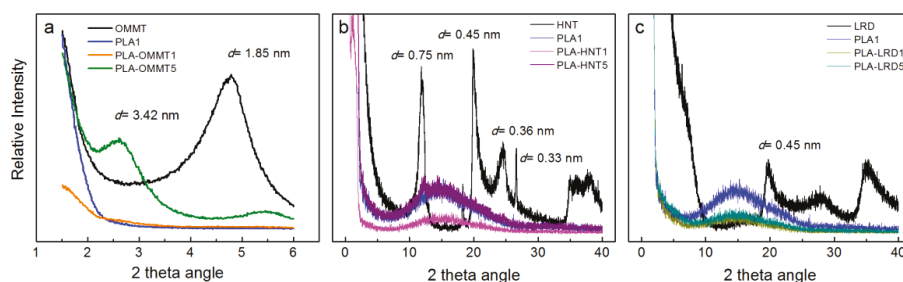 a
OMMT
PLA1
PLA-OMMT1
PLA-OMMT5
d= 1.85 nm
d= 3.42 nm
Relative Intensity
1 2 3 4 5 6
2 theta angle
b
HNT
PLA1
PLA-HNT1
PLA-HNT5
d= 0.45 nm
d= 0.75 nm
d= 0.36 nm
d= 0.33 nm
0 10 20 30 40
2 theta angle
c
LRD
PLA1
PLA-LRD1
PLA-LRD5
d= 0.45 nm
0 10 20 30 40
2 theta angle